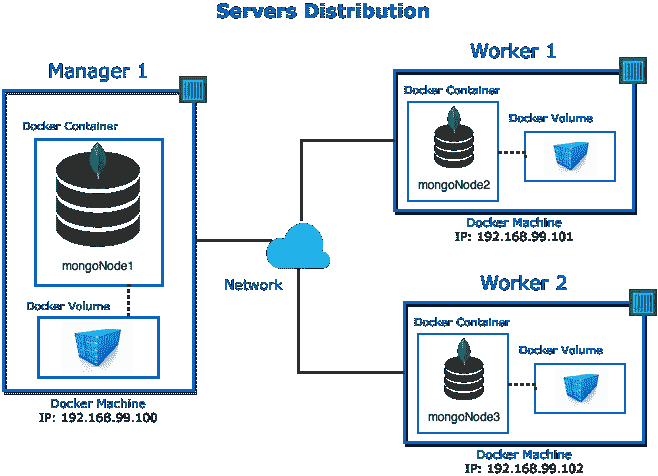 Servers Distribution
Manager 1
Docker Container
mongoNode1
Docker Volume
Docker Machine
IP: 192.168.99.100
Network
Worker 1
Docker Container
Docker Volume
mongoNode2
Docker Machine
IP: 192.168.99.101
Worker 2
Docker Container
Docker Volume
mongoNode3
Docker Machine
IP: 192.168.99.102